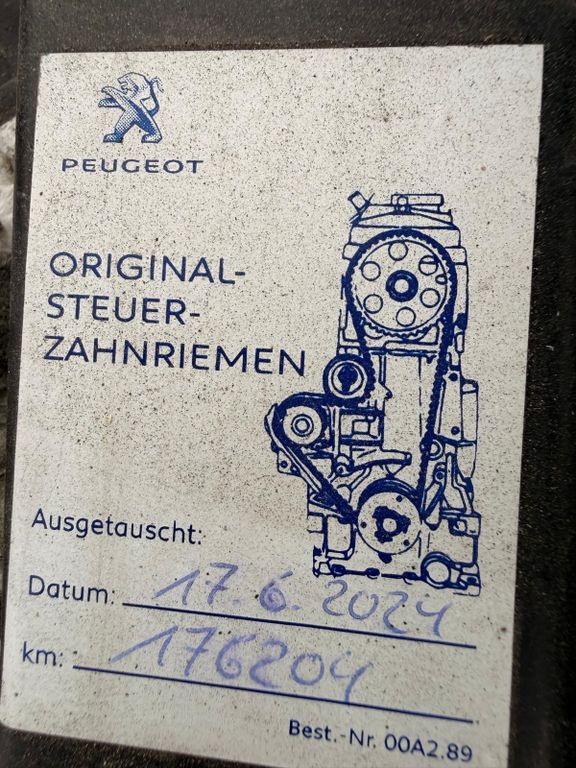 PEUGEOT
ORIGINAL-
STEUER-
ZAHNRIEMEN
Ausgetauscht:
Datum: 17.6.2024
km: 176204
Best.-Nr. 00A2.89